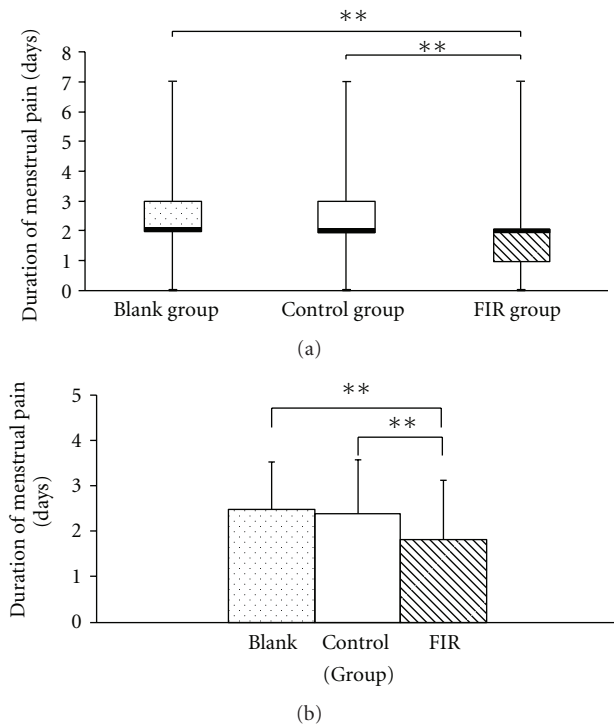 **
**
8
7
6
5
4
3
2
1
0
Duration of menstrual pain (days)
Blank group Control group FIR group
(a)
**
**
5
4
3
2
1
0
Duration of menstrual pain
(days)
Blank Control FIR
(Group)
(b)